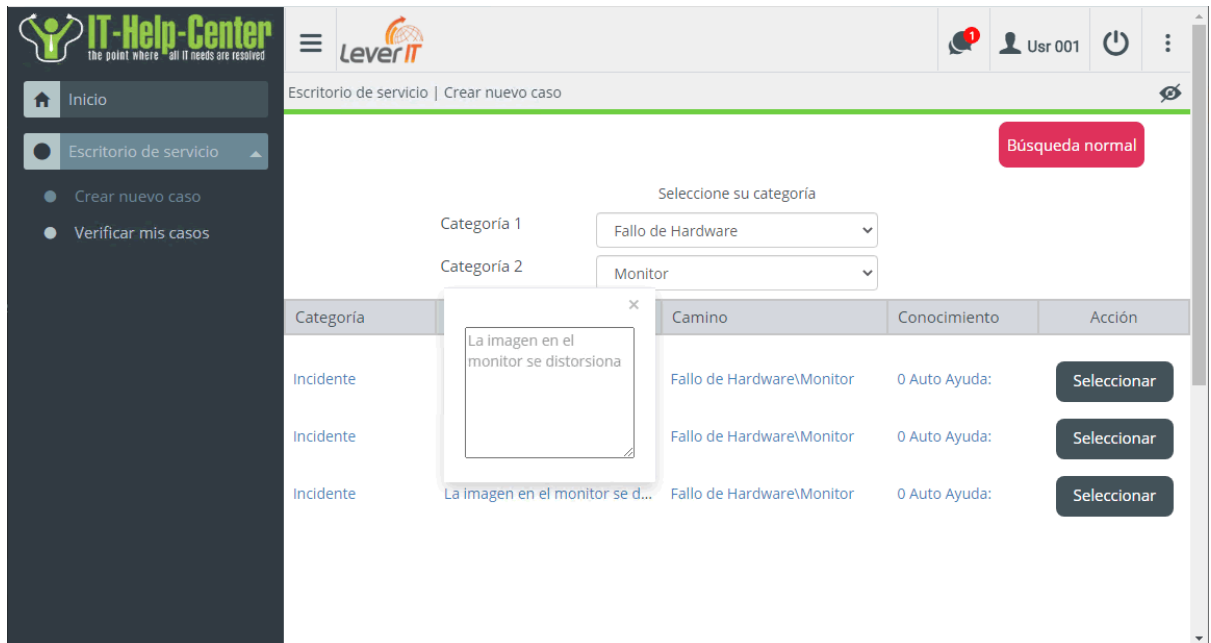 IT-Help-Center
the point where all IT needs are resolved
LeverIT
1
Usr 001
Inicio
Escritorio de servicio | Crear nuevo caso
Escritorio de servicio
Búsqueda normal
Crear nuevo caso
Verificar mis casos
Seleccione su categoría
Categoría 1
Fallo de Hardware
Categoría 2
Monitor
×
Categoría
Camino
Conocimiento
Acción
La imagen en el
monitor se distorsiona
Incidente
Fallo de Hardware\Monitor
0 Auto Ayuda:
Seleccionar
Incidente
Fallo de Hardware\Monitor
0 Auto Ayuda:
Seleccionar
Incidente
La imagen en el monitor se d...
Fallo de Hardware\Monitor
0 Auto Ayuda:
Seleccionar